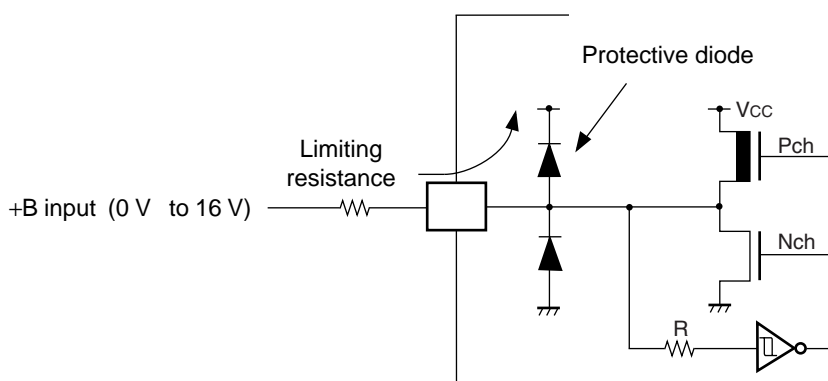 Protective diode
VCC
Pch
Limiting
resistance
+B input (0 V to 16 V)
Nch
R